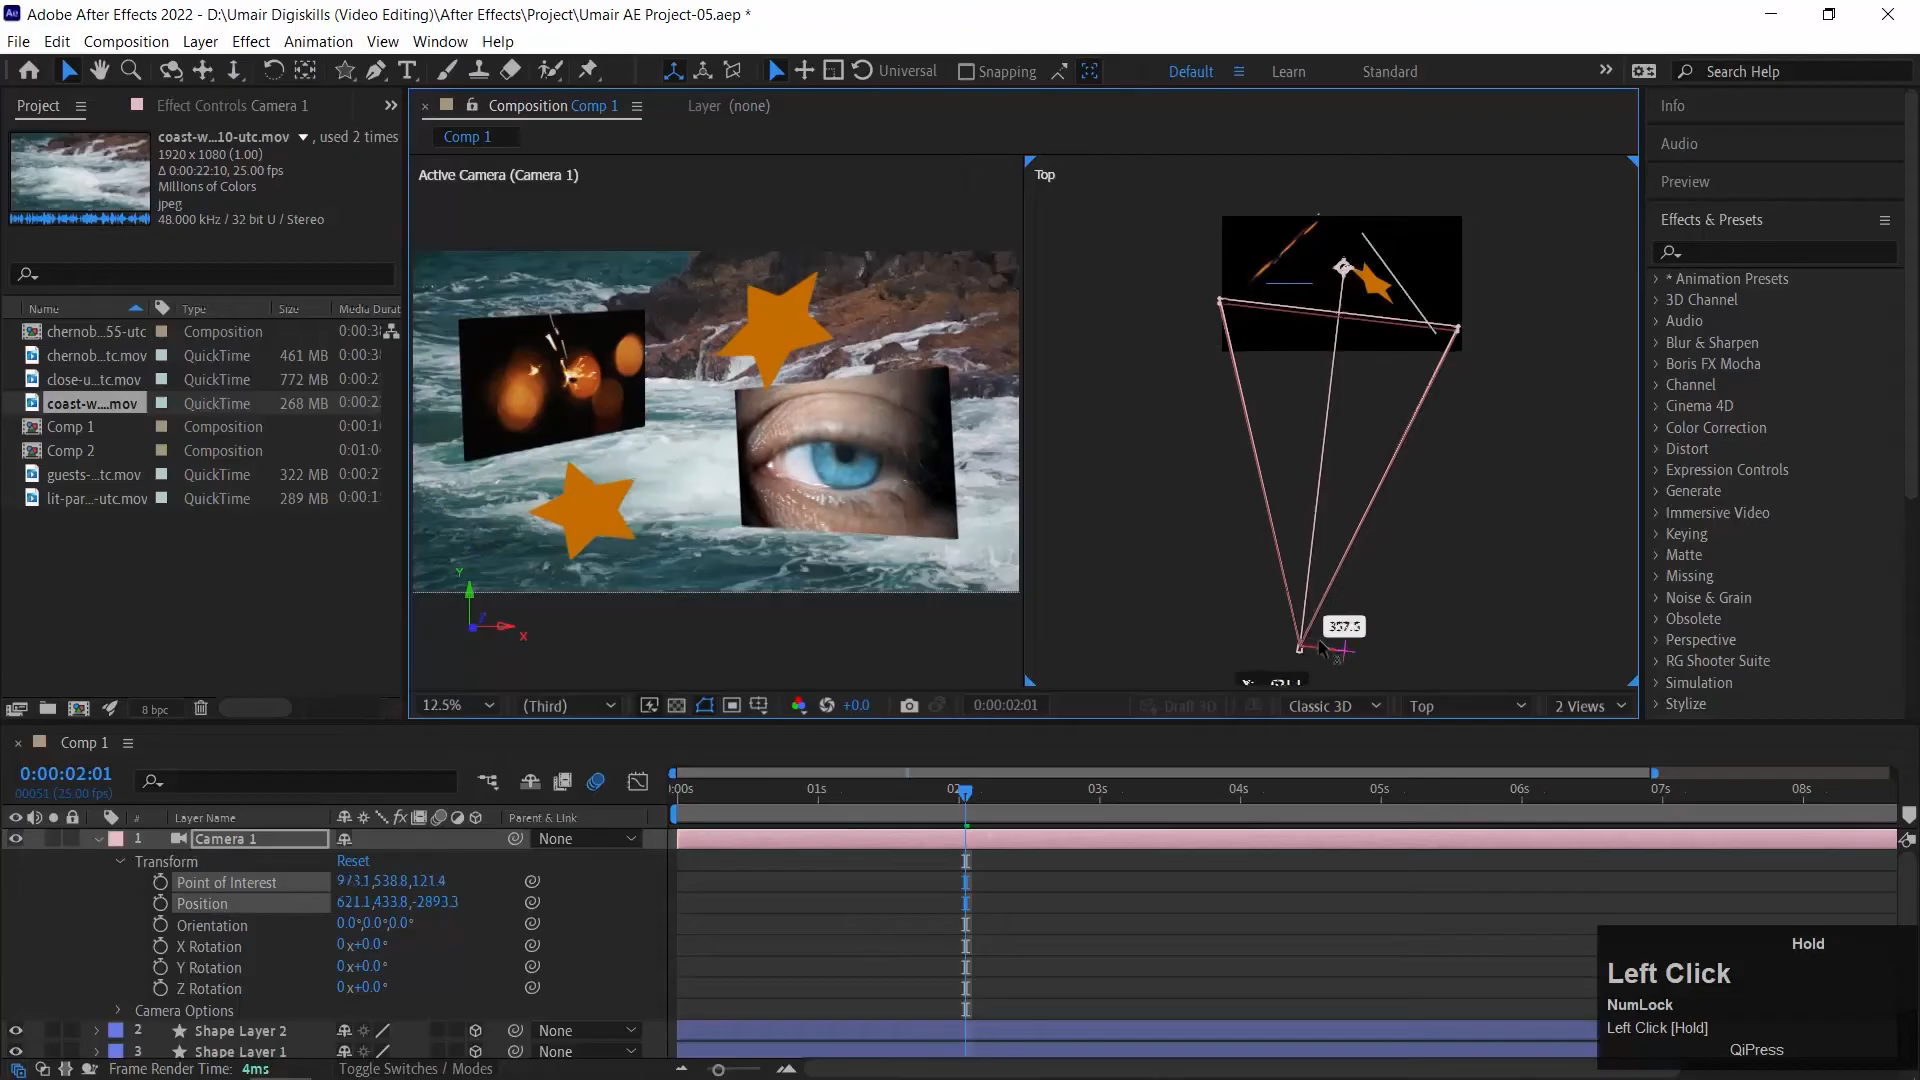 Adobe After Effects 2022 - D:\Umair Digiskills (Video Editing)\After Effects\Project\Umair AE Project-05.aep *
File Edit Composition Layer Effect Animation View Window Help
Universal Snapping Default Learn Standard Search Help
Project Effect Controls Camera 1
coast-w...10-utc.mov , used 2 times
1920 x 1080 (1.00)
Δ 0:00:22:10, 25.00 fps
Millions of Colors
jpeg
48.000 kHz / 32 bit U / Stereo
Name Type Size Media Durat
chernob...55-utc Composition 0:00:3
chernob...tc.mov QuickTime 461 MB 0:00:3
close-u...tc.mov QuickTime 772 MB 0:00:2
coast-w....mov QuickTime 268 MB 0:00:2
Comp 1 Composition 0:00:1
Comp 2 Composition 0:01:0
guests-...tc.mov QuickTime 322 MB 0:00:2
lit-par...-utc.mov QuickTime 289 MB 0:00:1
8 bpc
Composition Comp 1 Layer (none)
Comp 1
Active Camera (Camera 1)
Y
Z
X
Top
357.5
12.5% (Third) +0.0 0:00:02:01 Draft 3D Classic 3D Top 2 Views
Info
Audio
Preview
Effects & Presets
* Animation Presets
3D Channel
Audio
Blur & Sharpen
Boris FX Mocha
Channel
Cinema 4D
Color Correction
Distort
Expression Controls
Generate
Immersive Video
Keying
Matte
Missing
Noise & Grain
Obsolete
Perspective
RG Shooter Suite
Simulation
Stylize
Comp 1
0:00:02:01
00051 (25.00 fps)
:00s 01s 02 03s 04s 05s 06s 07s 08s
# Layer Name fx Parent & Link
1 Camera 1 None
Transform Reset
Point of Interest 973.1,538.8,121.4
Position 621.1,433.8,-2893.3
Orientation 0.0°,0.0°,0.0°
X Rotation 0x+0.0°
Y Rotation 0x+0.0°
Z Rotation 0x+0.0°
Camera Options
2 Shape Layer 2 None
3 Shape Layer 1 None
Frame Render Time: 4ms Toggle Switches / Modes
Hold
Left Click
NumLock
Left Click [Hold]
QiPress